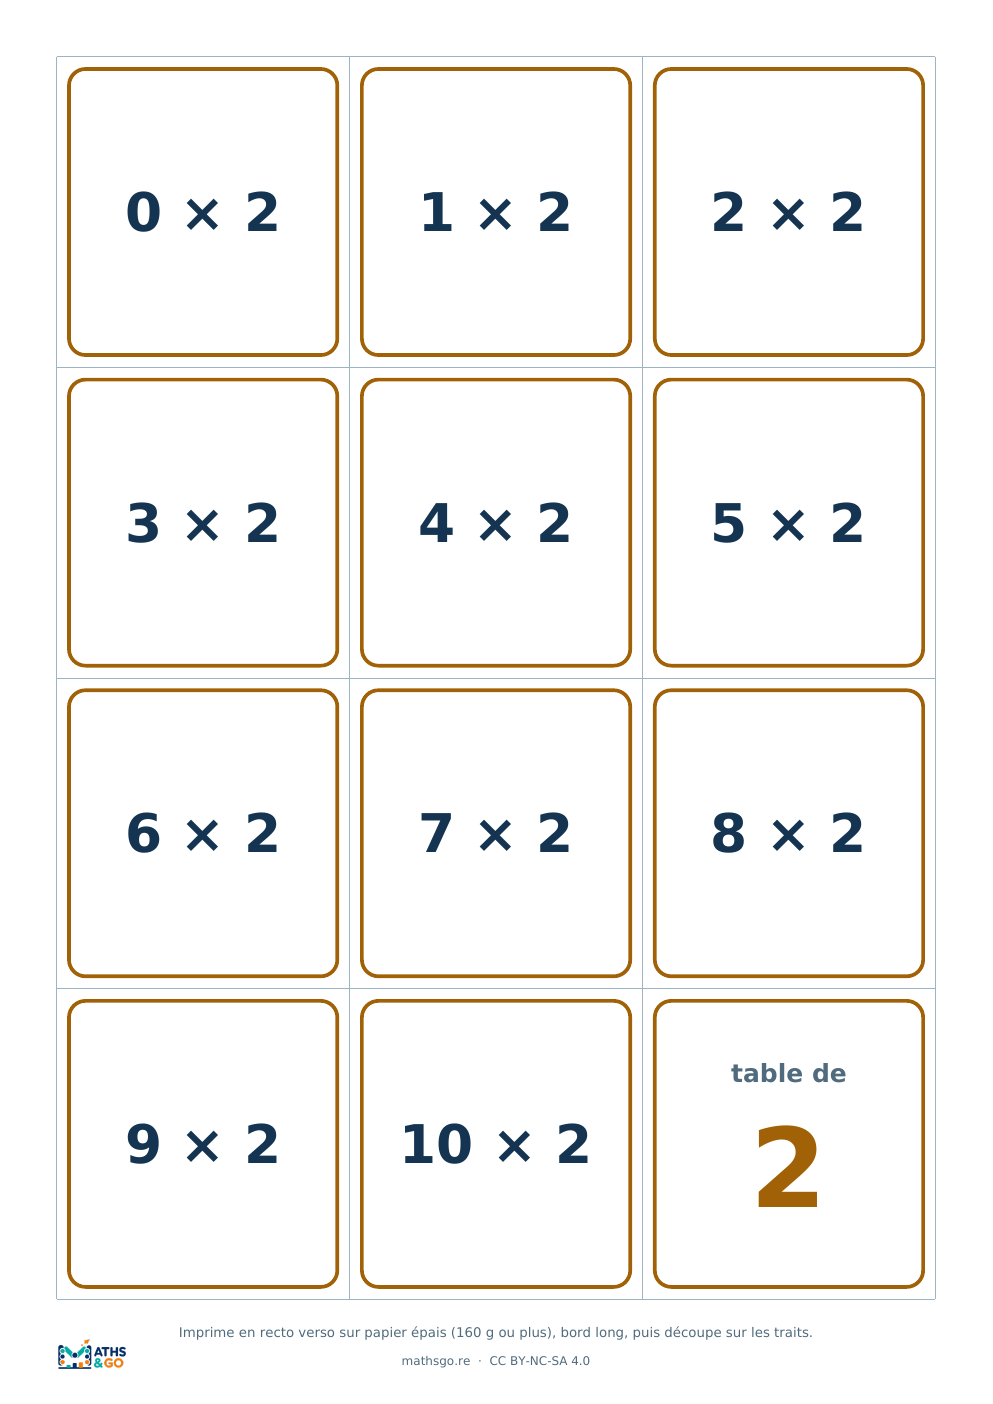 0 × 2
1 × 2
2 × 2
3 × 2
4 × 2
5 × 2
6 × 2
7 × 2
8 × 2
9 × 2
10 × 2
table de
2
Imprime en recto verso sur papier épais (160 g ou plus), bord long, puis découpe sur les traits.
MATHS
&GO
mathsgo.re · CC BY-NC-SA 4.0